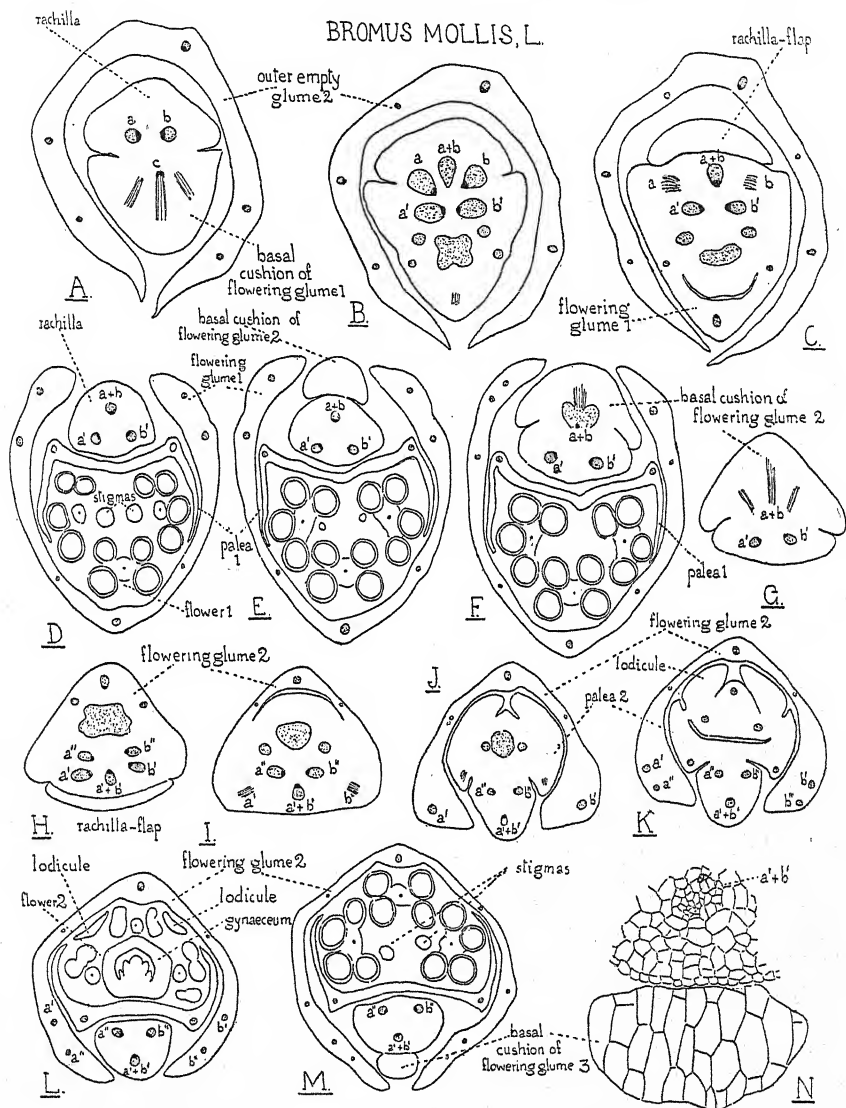 BROMUS MOLLIS, L.
rachilla
outer empty
glume 2
rachilla-flap
a
b
c
basal
cushion of
flowering glume 1
A.
a
a+b
b
a'
b'
B.
a+b
a
b
a'
b'
flowering
glume 1
C.
rachilla
basal cushion of
flowering glume 2
flowering
glume 1
a+b
a'
b'
stigmas
palea
1
flower 1
D.
a+b
a'
b'
E.
basal cushion of
flowering glume 2
a+b
a'
b'
palea 1
F.
a+b
a'
b'
G.
flowering glume 2
a''
b''
a'
b'
a'+b'
H.
rachilla-flap
a''
b''
a'
a'+b'
b'
I.
flowering glume 2
lodicule
palea 2
J.
a''
b''
a'
b'
a'+b'
a'
a''
a''
b''
b'
b''
a'+b'
K.
lodicule
flower 2
flowering glume 2
lodicule
gynaeceum
a'
a''
a''
b''
b'
b''
a'+b'
L.
stigmas
a''
b''
a'+b'
basal
cushion of
flowering glume 3
M.
a'+b'
N